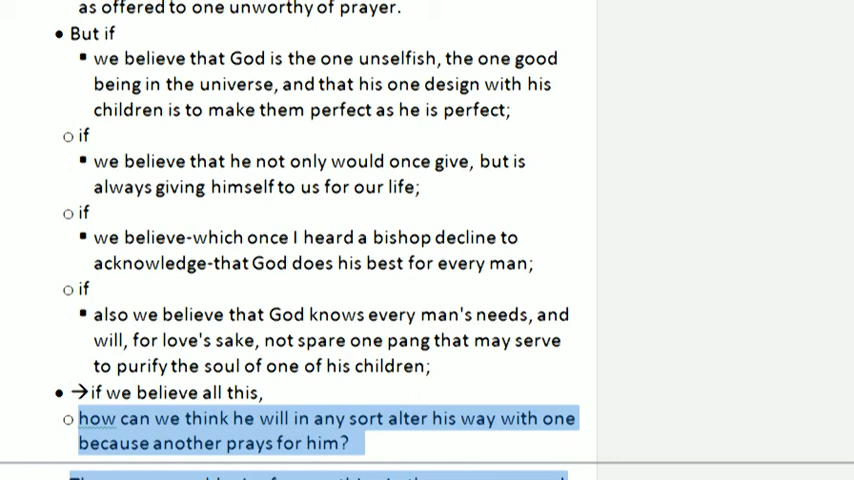 as offered to one unworthy of prayer.
• But if
▪ we believe that God is the one unselfish, the one good
being in the universe, and that his one design with his
children is to make them perfect as he is perfect;
○ if
▪ we believe that he not only would once give, but is
always giving himself to us for our life;
○ if
▪ we believe-which once I heard a bishop decline to
acknowledge-that God does his best for every man;
○ if
▪ also we believe that God knows every man's needs, and
will, for love's sake, not spare one pang that may serve
to purify the soul of one of his children;
• →if we believe all this,
○ how can we think he will in any sort alter his way with one
because another prays for him?